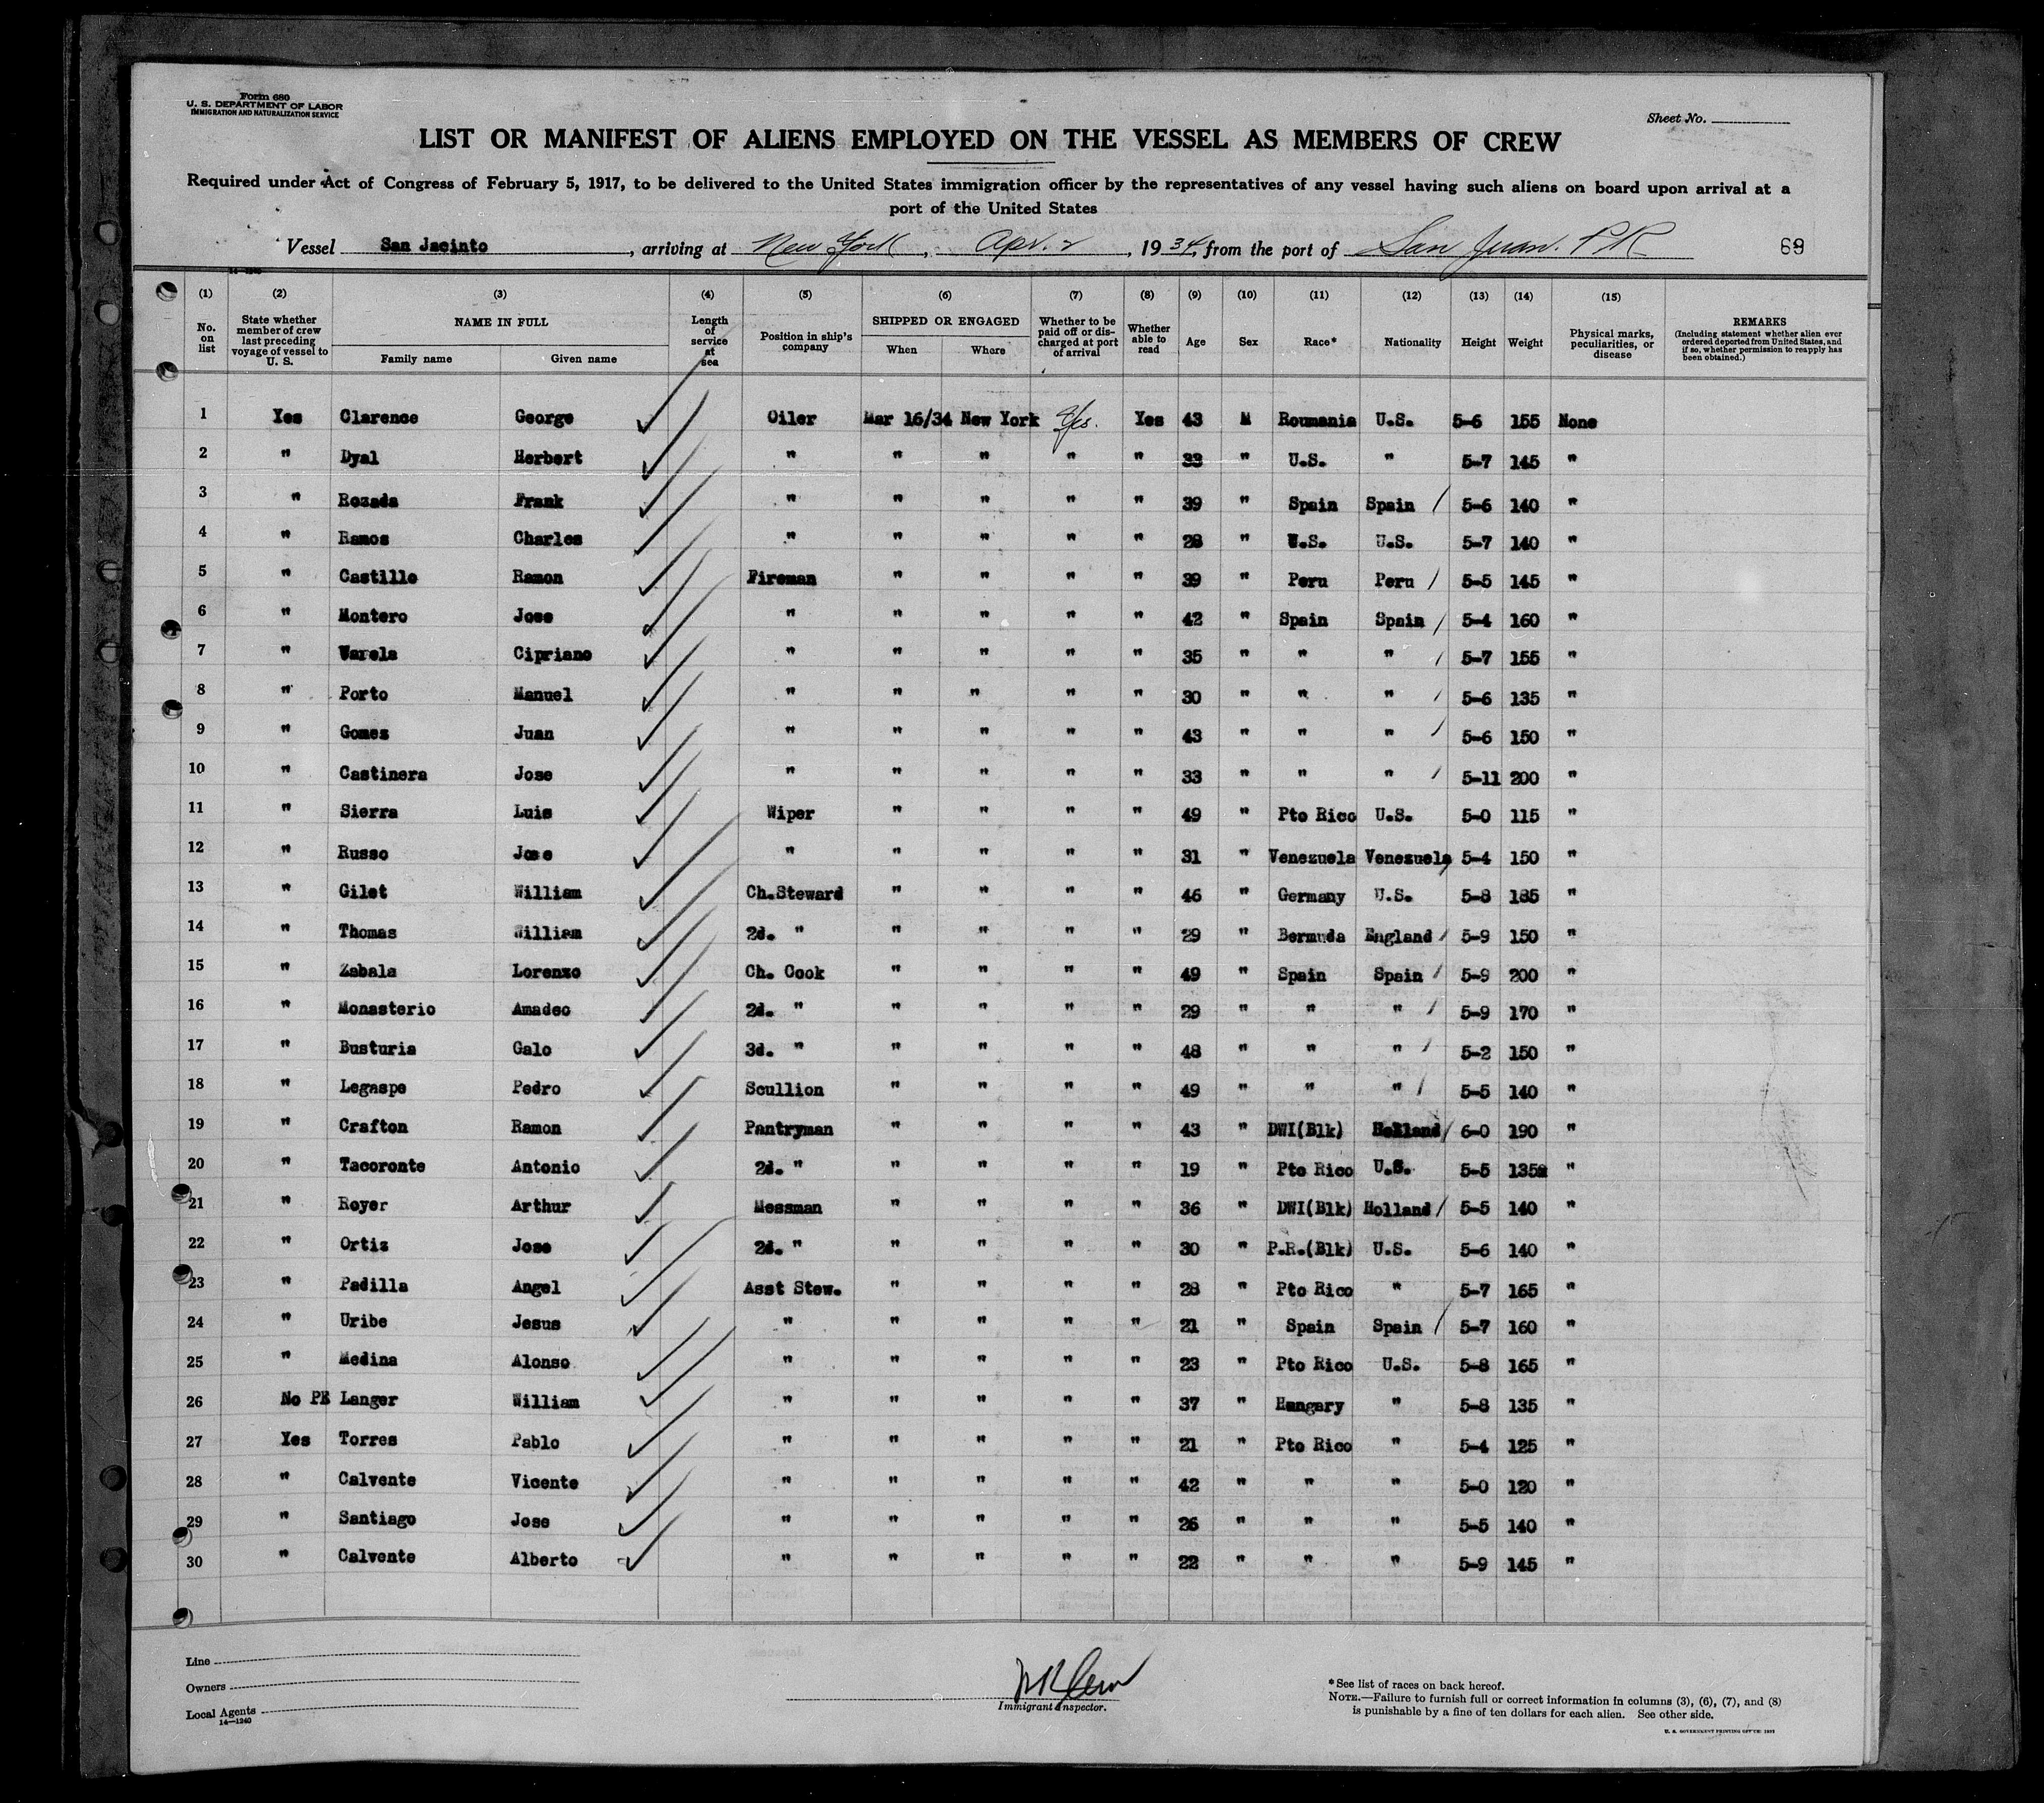 Form 680
U. S. DEPARTMENT OF LABOR
IMMIGRATION AND NATURALIZATION SERVICE
Sheet No.
LIST OR MANIFEST OF ALIENS EMPLOYED ON THE VESSEL AS MEMBERS OF CREW
Required under Act of Congress of February 5, 1917, to be delivered to the United States immigration officer by the representatives of any vessel having such aliens on board upon arrival at a
port of the United States
Vessel San Jacinto, arriving at New York, Apr. 2, 1934, from the port of San Juan. P R 69
(1) (2) (3) (4) (5) (6) (7) (8) (9) (10) (11) (12) (13) (14) (15)
No. on list State whether member of crew last preceding voyage of vessel to U. S. NAME IN FULL Family name Given name Length of service at sea Position in ship's company SHIPPED OR ENGAGED When Where Whether to be paid off or discharged at port of arrival Whether able to read Age Sex Race* Nationality Height Weight Physical marks, peculiarities, or disease REMARKS (Including statement whether alien ever ordered deported from United States, and if so, whether permission to reapply has been obtained.)
1 Yes Clarence George Oiler Mar 16/34 New York Yes. Yes 43 M Roumania U.S. 5-6 155 None
2 " Dyal Herbert " " " " " 33 " U.S. " 5-7 145 "
3 " Rozada Frank " " " " " 39 " Spain Spain / 5-6 140 "
4 " Ramos Charles " " " " " 28 " U.S. U.S. 5-7 140 "
5 " Castillo Ramon Fireman " " " " 39 " Peru Peru / 5-5 145 "
6 " Montero Jose " " " " " 42 " Spain Spain / 5-4 160 "
7 " Varela Cipriano " " " " " 35 " " " / 5-7 155 "
8 " Porto Manuel " " " " " 30 " " " / 5-6 135 "
9 " Gomes Juan " " " " " 43 " " " / 5-6 150 "
10 " Castinera Jose " " " " " 33 " " " / 5-11 200 "
11 " Sierra Luis Wiper " " " " 49 " Pto Rico U.S. 5-0 115 "
12 " Russo Jose " " " " " 31 " Venezuela Venezuela / 5-4 150 "
13 " Gilet William Ch.Steward " " " " 46 " Germany U.S. 5-8 185 "
14 " Thomas William 2d. " " " " " 29 " Bermuda England / 5-9 150 "
15 " Zabala Lorenzo Ch. Cook " " " " 49 " Spain Spain / 5-9 200 "
16 " Monasterio Amadeo 2d. " " " " " 29 " " " / 5-9 170 "
17 " Busturia Galo 3d. " " " " " 48 " " " / 5-2 150 "
18 " Legaspe Pedro Scullion " " " " 49 " " " / 5-5 140 "
19 " Crafton Ramon Pantryman " " " " 43 " DWI(Blk) Holland / 6-0 190 "
20 " Tacoronte Antonio 2d. " " " " " 19 " Pto Rico U.S. 5-5 135 "
21 " Royer Arthur Messman " " " " 36 " DWI(Blk) Holland / 5-5 140 "
22 " Ortiz Jose 2d. " " " " " 30 " P.R.(Blk) U.S. 5-6 140 "
23 " Padilla Angel Asst Stew. " " " " 28 " Pto Rico " 5-7 165 "
24 " Uribe Jesus " " " " " 21 " Spain Spain / 5-7 160 "
25 " Medina Alonso " " " " " 23 " Pto Rico U.S. 5-8 165 "
26 No PE Langer William " " " " " 37 " Hungary " 5-8 135 "
27 Yes Torres Pablo " " " " " 21 " Pto Rico " 5-4 125 "
28 " Calvente Vicente " " " " " 42 " " " 5-0 120 "
29 " Santiago Jose " " " " " 26 " " " 5-5 140 "
30 " Calvente Alberto " " " " " 22 " " " 5-9 145 "
Line
Owners
Local Agents
14—1240
Immigrant Inspector.
*See list of races on back hereof.
NOTE.—Failure to furnish full or correct information in columns (3), (6), (7), and (8)
is punishable by a fine of ten dollars for each alien. See other side.
U. S. GOVERNMENT PRINTING OFFICE: 1931